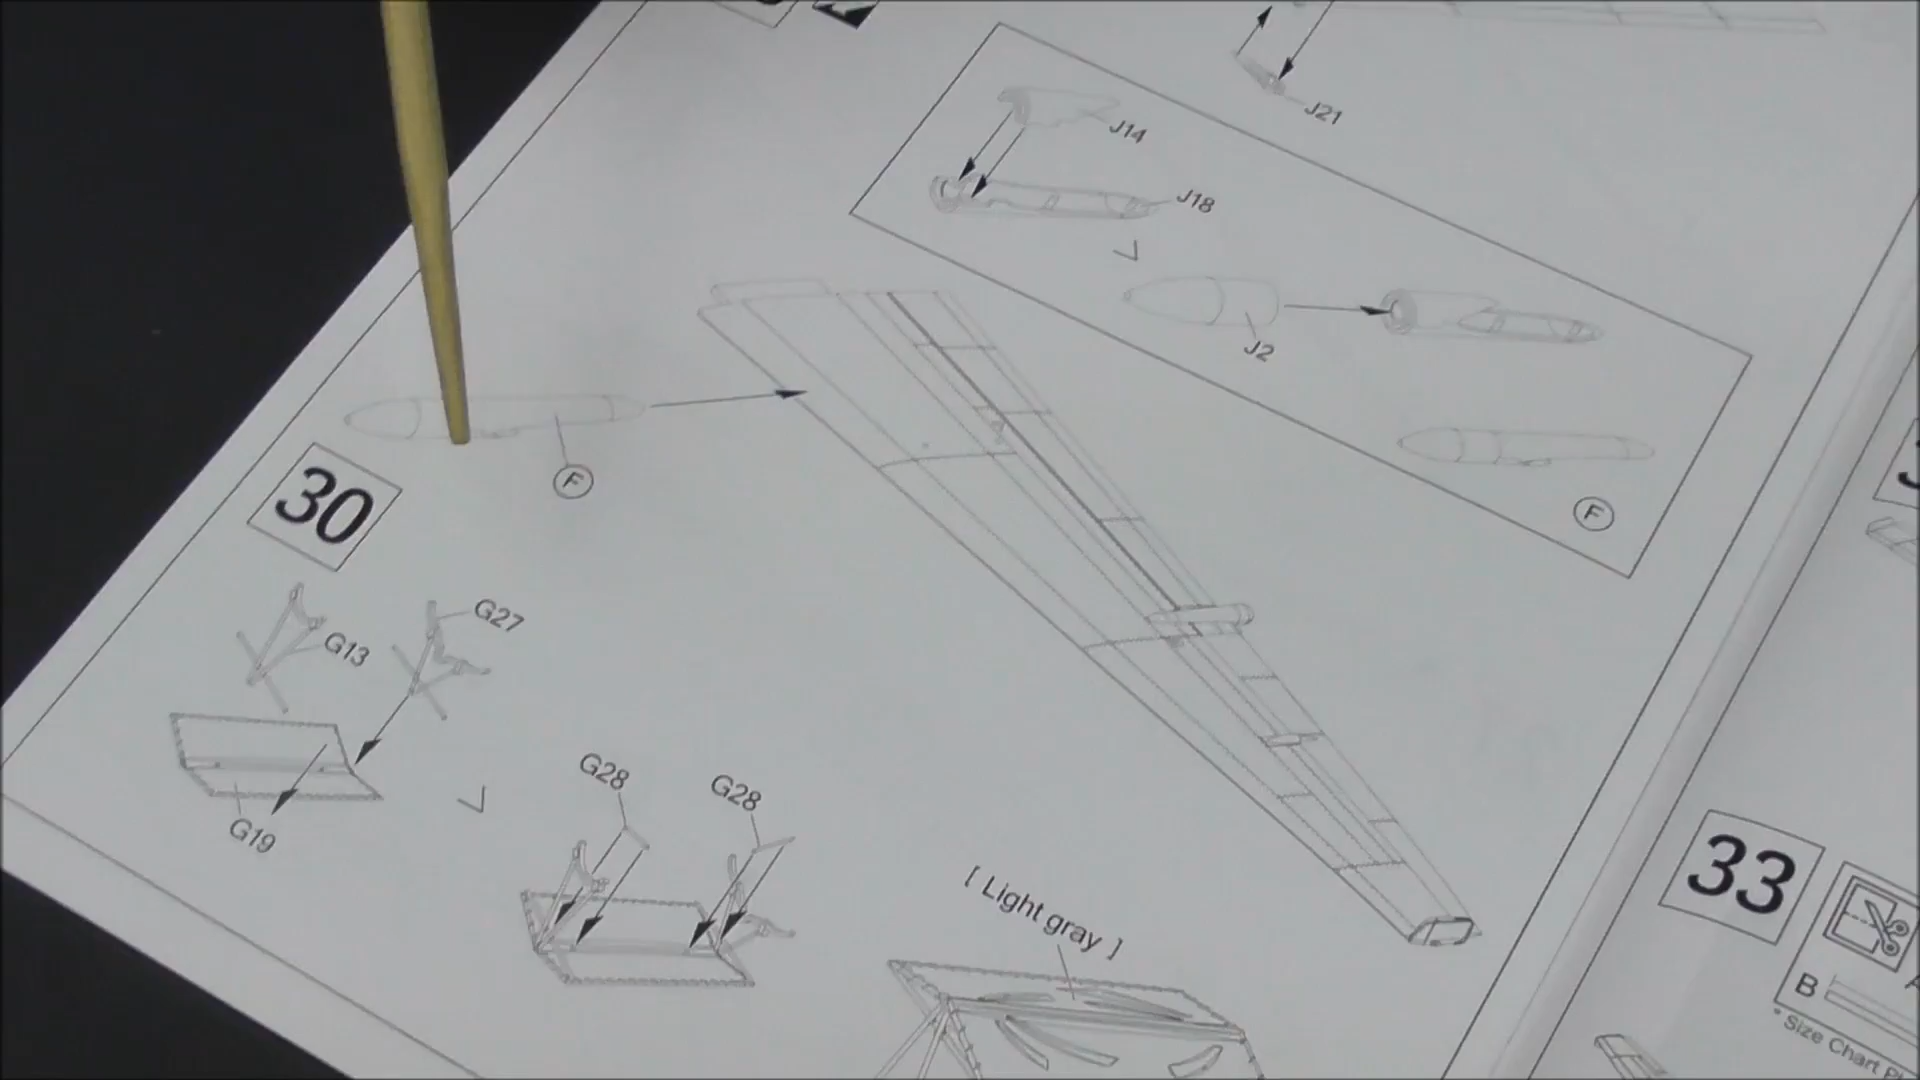 J21
J14
J18
J2
F
F
30
G27
G13
G19
G28
G28
[ Light gray ]
33
B
* Size Chart